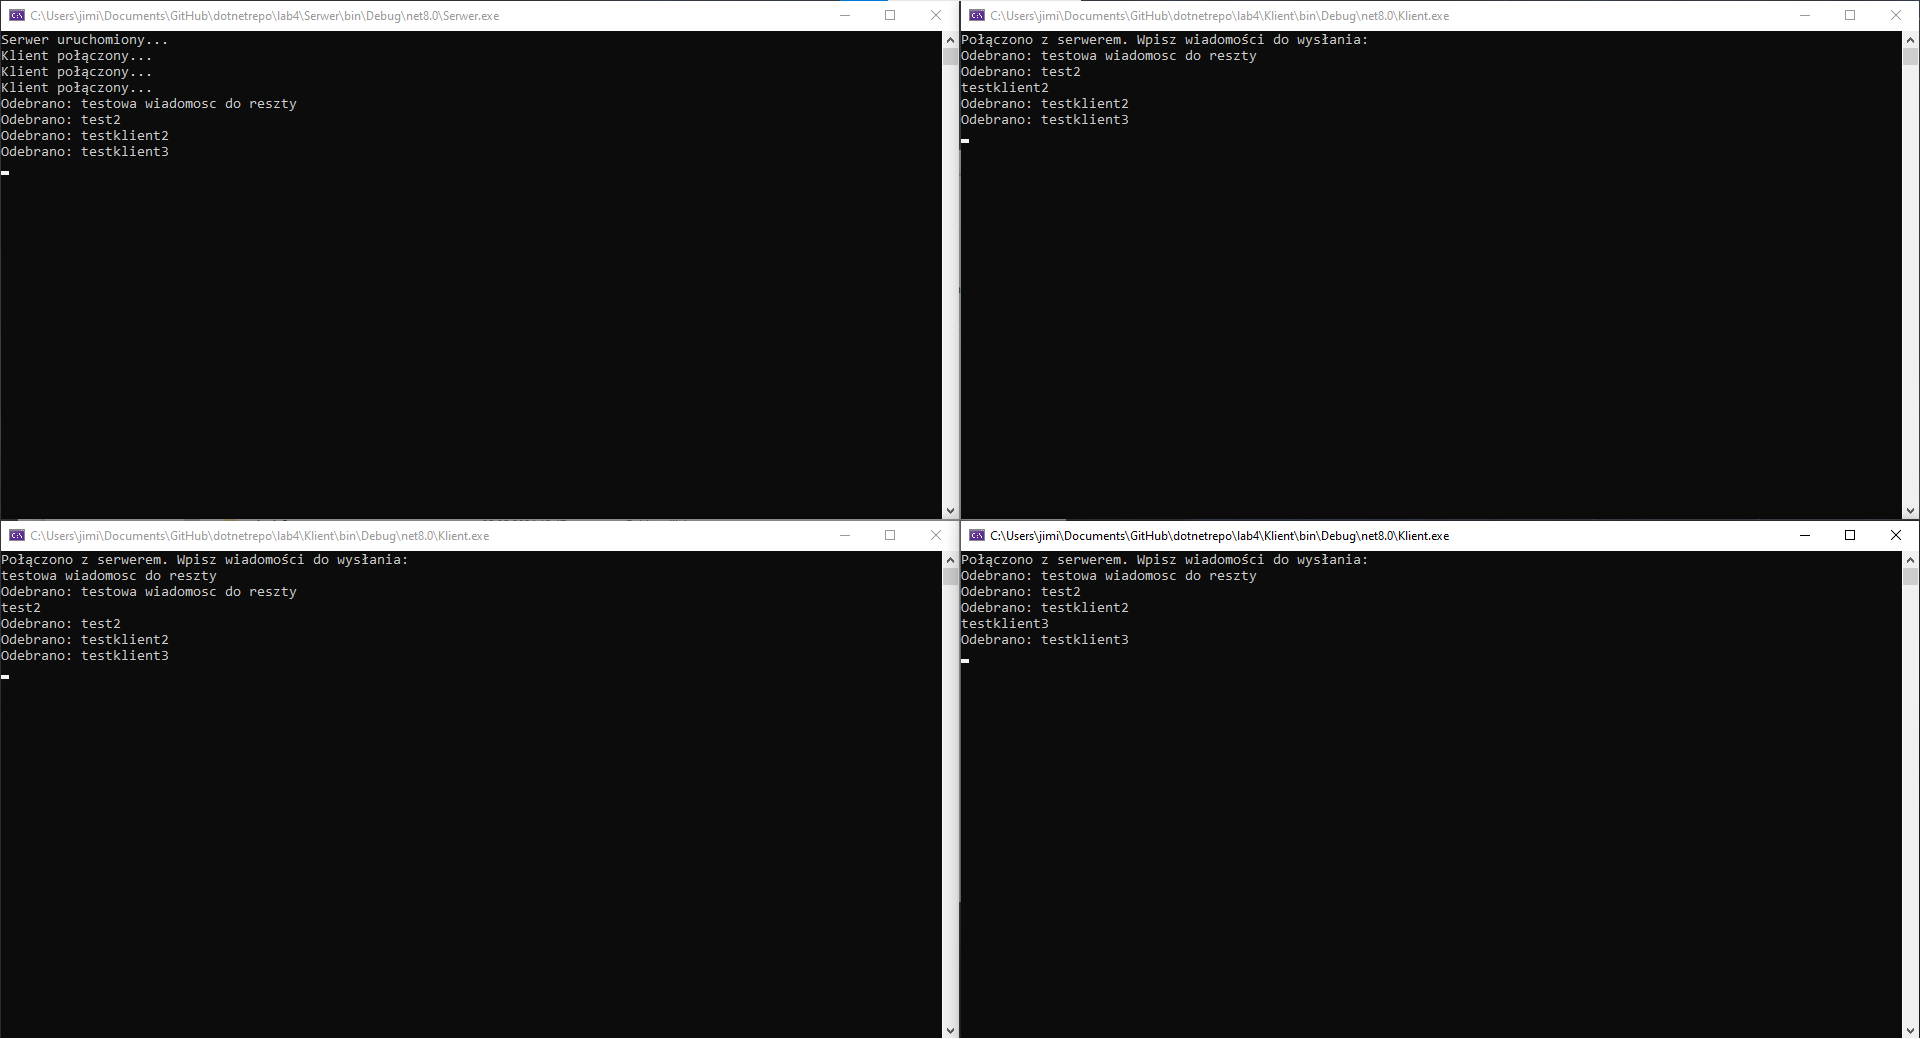 C:\Users\jimi\Documents\GitHub\dotnetrepo\lab4\Serwer\bin\Debug\net8.0\Serwer.exe
Serwer uruchomiony...
Klient połączony...
Klient połączony...
Klient połączony...
Odebrano: testowa wiadomosc do reszty
Odebrano: test2
Odebrano: testklient2
Odebrano: testklient3
C:\Users\jimi\Documents\GitHub\dotnetrepo\lab4\Klient\bin\Debug\net8.0\Klient.exe
Połączono z serwerem. Wpisz wiadomości do wysłania:
Odebrano: testowa wiadomosc do reszty
Odebrano: test2
testklient2
Odebrano: testklient2
Odebrano: testklient3
C:\Users\jimi\Documents\GitHub\dotnetrepo\lab4\Klient\bin\Debug\net8.0\Klient.exe
Połączono z serwerem. Wpisz wiadomości do wysłania:
testowa wiadomosc do reszty
Odebrano: testowa wiadomosc do reszty
test2
Odebrano: test2
Odebrano: testklient2
Odebrano: testklient3
C:\Users\jimi\Documents\GitHub\dotnetrepo\lab4\Klient\bin\Debug\net8.0\Klient.exe
Połączono z serwerem. Wpisz wiadomości do wysłania:
Odebrano: testowa wiadomosc do reszty
Odebrano: test2
Odebrano: testklient2
testklient3
Odebrano: testklient3